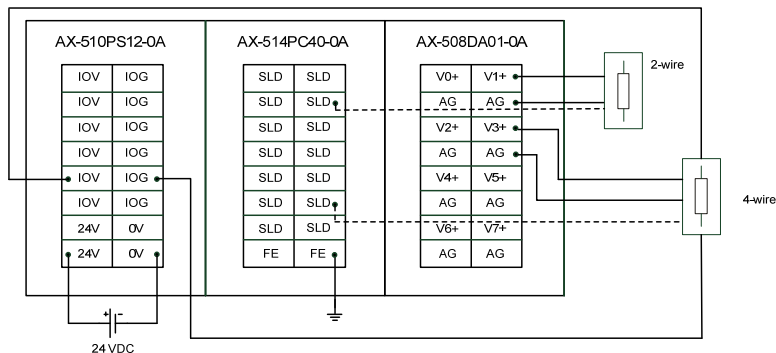 AX-510PS12-0A AX-514PC40-0A AX-508DA01-0A
2-wire
IOV IOG SLD SLD V0+ V1+
IOV IOG SLD SLD AG AG
IOV IOG SLD SLD V2+ V3+
IOV IOG SLD SLD AG AG
IOV IOG SLD SLD V4+ V5+
4-wire
IOV IOG SLD SLD AG AG
24V 0V SLD SLD V6+ V7+
24V 0V FE FE AG AG
+ -
24 VDC